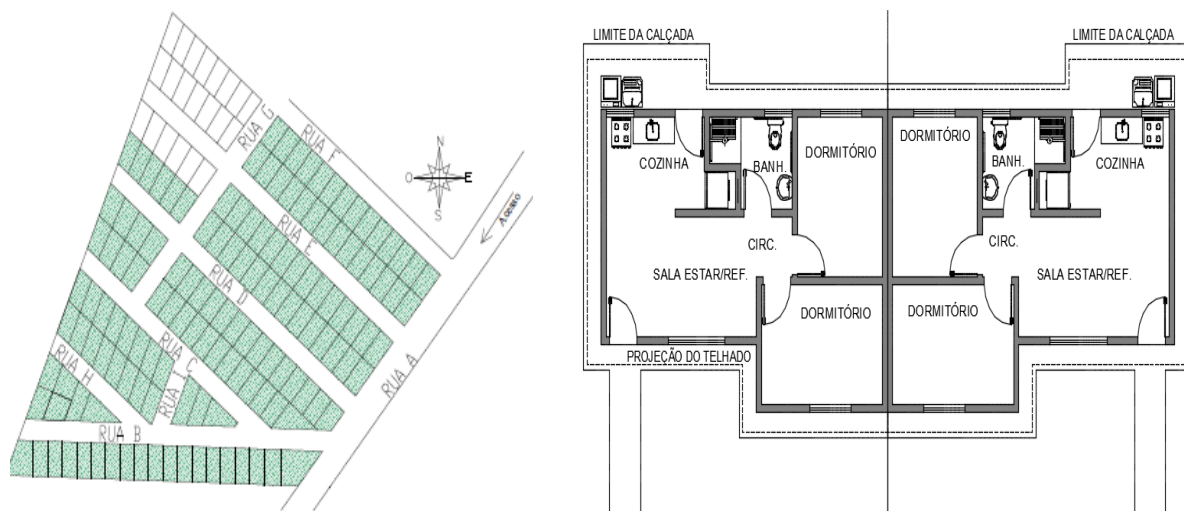 RUA G
RUA F
N
O
E
S
Acesso
RUA E
RUA D
RUA A
RUA C
RUA I
RUA H
RUA B
LIMITE DA CALÇADA
LIMITE DA CALÇADA
COZINHA
BANH.
DORMITÓRIO
DORMITÓRIO
BANH.
COZINHA
CIRC.
CIRC.
SALA ESTAR/REF.
SALA ESTAR/REF.
DORMITÓRIO
DORMITÓRIO
PROJEÇÃO DO TELHADO